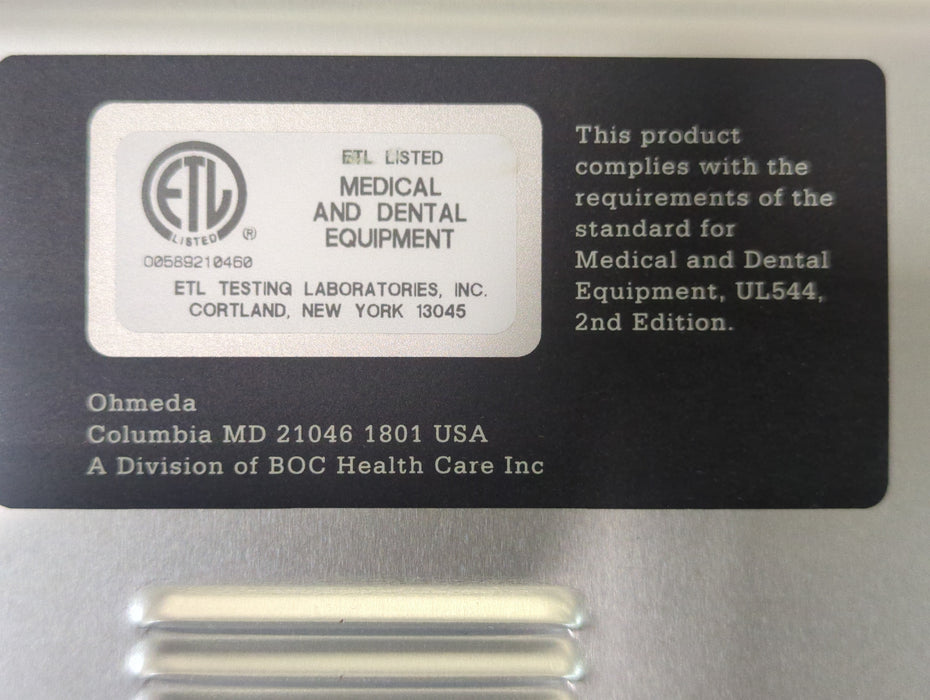 ETL
LISTED
®
O0589210460
ETL LISTED
MEDICAL
AND DENTAL
EQUIPMENT
ETL TESTING LABORATORIES, INC.
CORTLAND, NEW YORK 13045
This product
complies with the
requirements of the
standard for
Medical and Dental
Equipment, UL544,
2nd Edition.
Ohmeda
Columbia MD 21046 1801 USA
A Division of BOC Health Care Inc